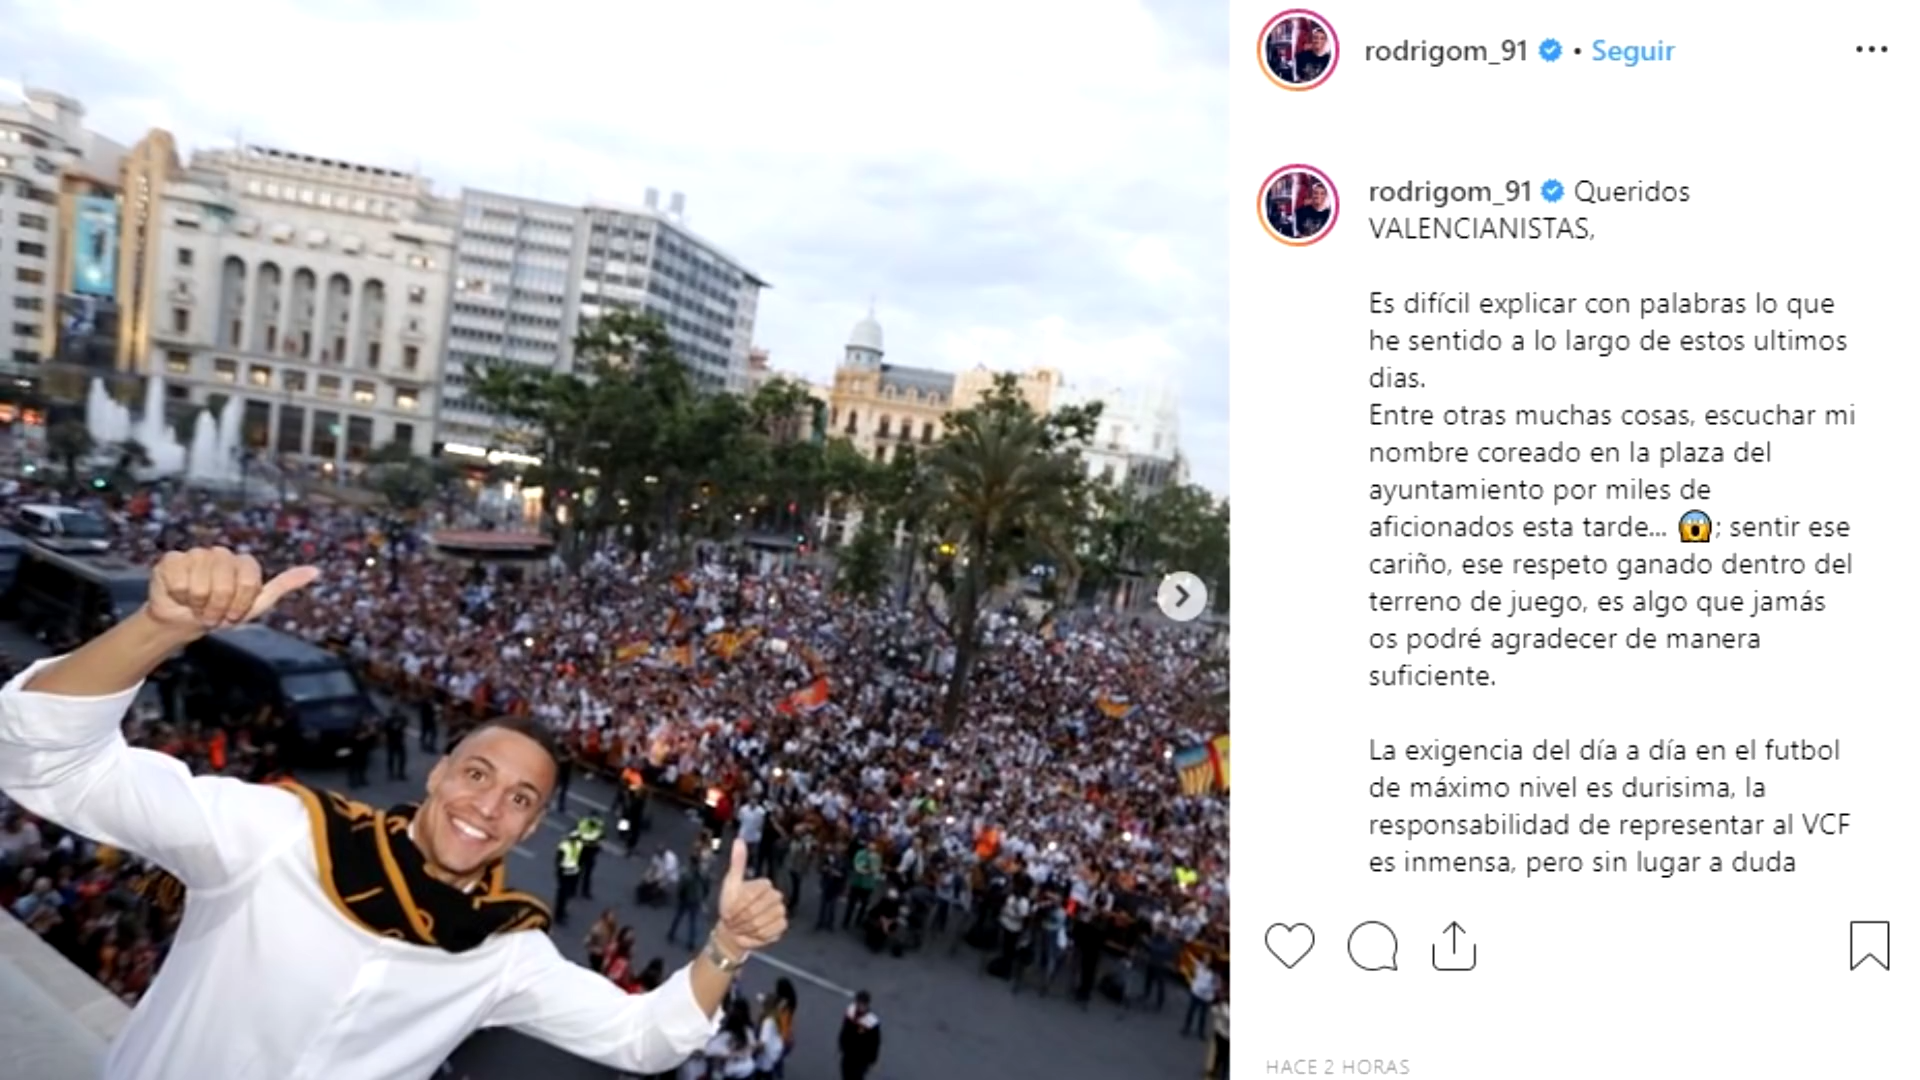 rodrigom_91 • Seguir
rodrigom_91 Queridos
VALENCIANISTAS,
Es difícil explicar con palabras lo que
he sentido a lo largo de estos ultimos
dias.
Entre otras muchas cosas, escuchar mi
nombre coreado en la plaza del
ayuntamiento por miles de
aficionados esta tarde... 😱; sentir ese
cariño, ese respeto ganado dentro del
terreno de juego, es algo que jamás
os podré agradecer de manera
suficiente.
La exigencia del día a día en el futbol
de máximo nivel es durisima, la
responsabilidad de representar al VCF
es inmensa, pero sin lugar a duda
HACE 2 HORAS